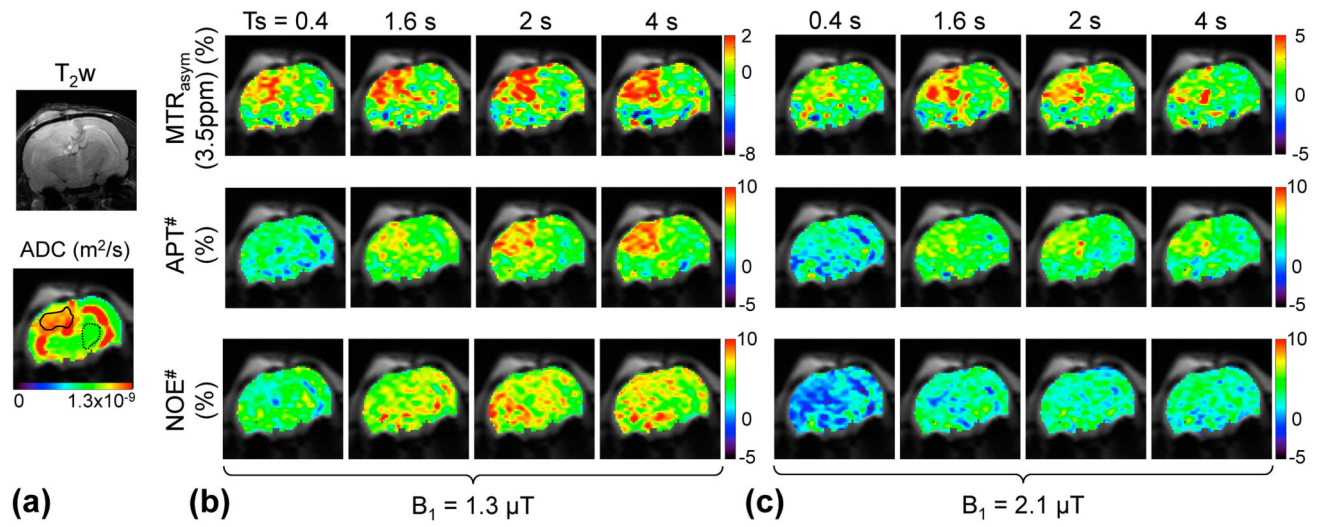 T₂w
ADC (m²/s)
0 1.3x10⁻⁹
(a)
Ts = 0.4 1.6 s 2 s 4 s
MTRasym (%)
(3.5ppm)
2
0
-8
APT#
(%)
10
0
-5
NOE#
(%)
10
0
-5
(b)
B₁ = 1.3 µT
0.4 s 1.6 s 2 s 4 s
5
0
-5
10
0
-5
10
0
-5
(c)
B₁ = 2.1 µT